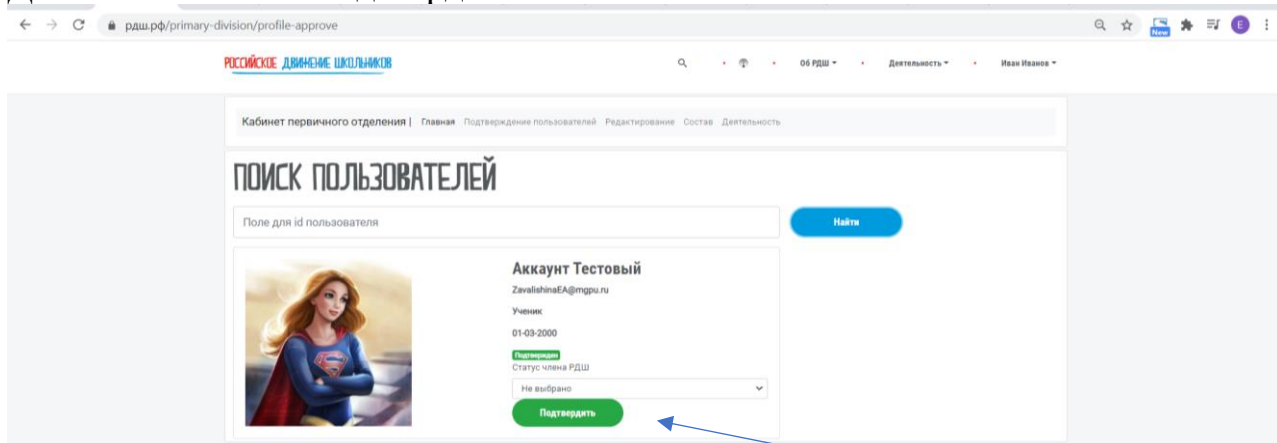 рдш.рф/primary-division/profile-approve
New
E
РОССИЙСКОЕ ДВИЖЕНИЕ ШКОЛЬНИКОВ
Об РДШ
Деятельность
Иван Иванов
Кабинет первичного отделения | Главная Подтверждение пользователей Редактирование Состав Деятельность
ПОИСК ПОЛЬЗОВАТЕЛЕЙ
Поле для id пользователя
Найти
Аккаунт Тестовый
ZavalishinaEA@mgpu.ru
Ученик
01-03-2000
Подтвержден
Статус члена РДШ
Не выбрано
Подтвердить